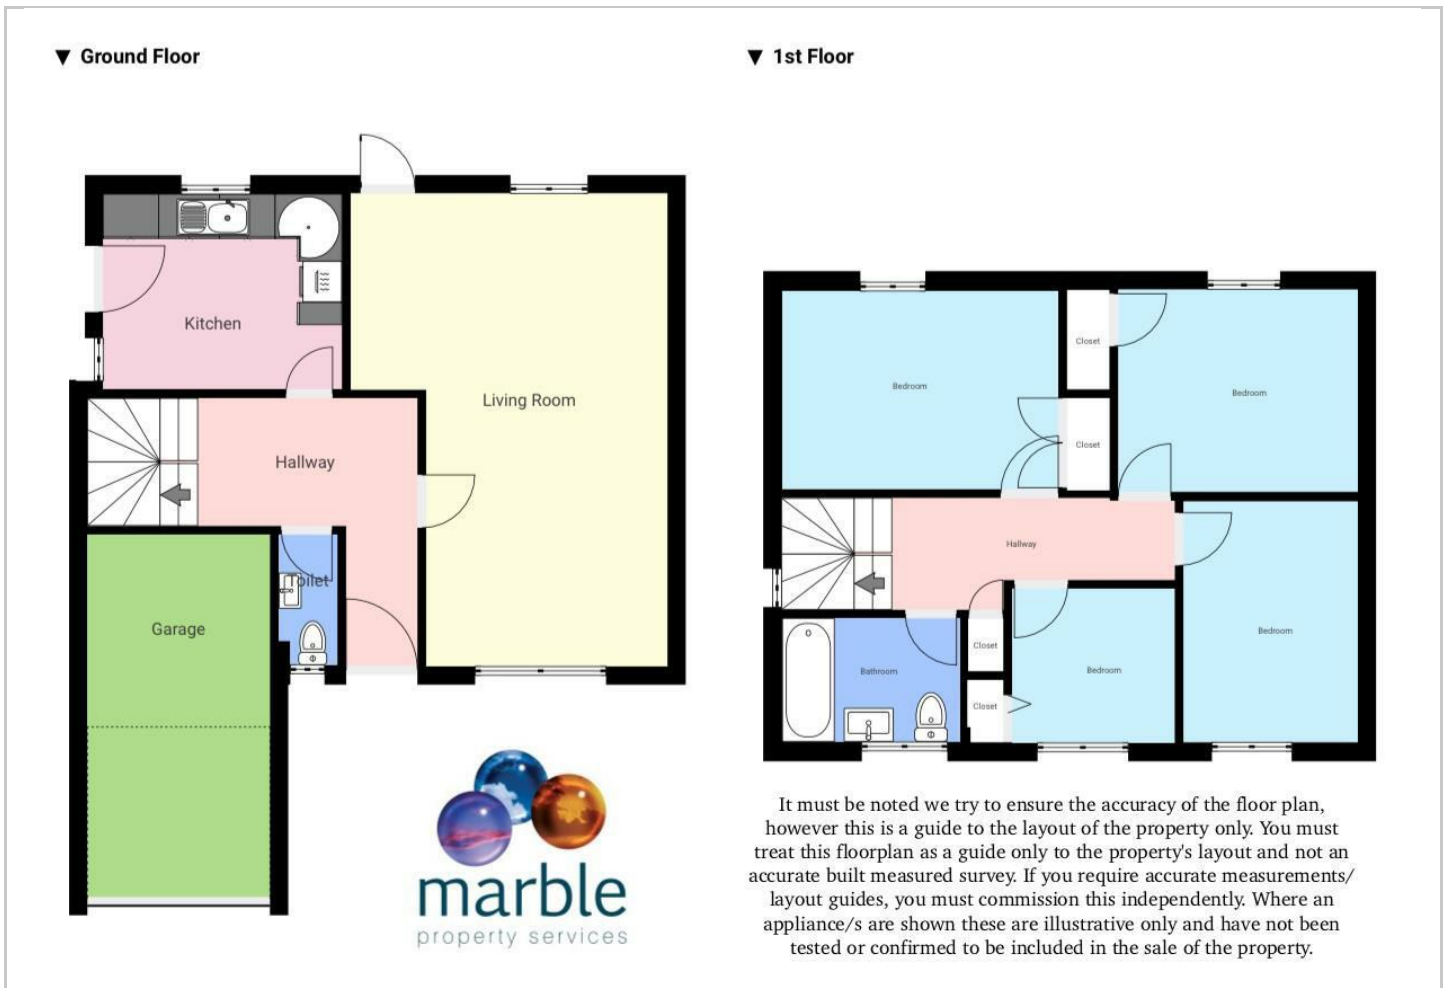 ▼ Ground Floor
Kitchen
Living Room
Hallway
Toilet
Garage
marble
property services
▼ 1st Floor
Bedroom
Closet
Bedroom
Closet
Hallway
Bedroom
Closet
Bathroom
Bedroom
Closet
It must be noted we try to ensure the accuracy of the floor plan,
however this is a guide to the layout of the property only. You must
treat this floorplan as a guide only to the property's layout and not an
accurate built measured survey. If you require accurate measurements/
layout guides, you must commission this independently. Where an
appliance/s are shown these are illustrative only and have not been
tested or confirmed to be included in the sale of the property.